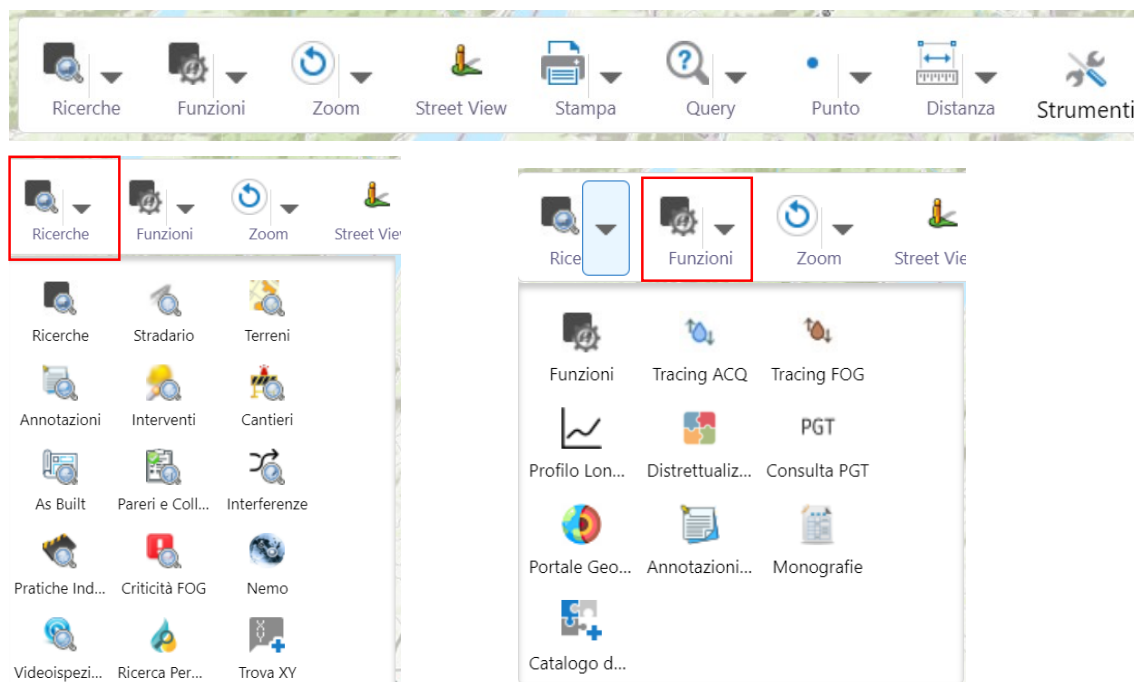 Ricerche Funzioni Zoom Street View Stampa Query Punto Distanza Strumenti
Ricerche Funzioni Zoom Street Vie
Ricerche Stradario Terreni
Annotazioni Interventi Cantieri
As Built Pareri e Coll... Interferenze
Pratiche Ind... Criticità FOG Nemo
Videoispezi... Ricerca Per... Trova XY
Rice Funzioni Zoom Street Vie
Funzioni Tracing ACQ Tracing FOG
PGT
Profilo Lon... Distrettualiz... Consulta PGT
Portale Geo... Annotazioni... Monografie
Catalogo d...